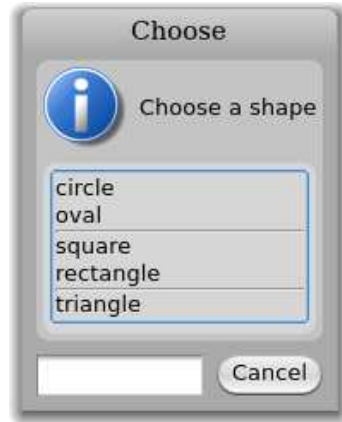 Choose
Choose a shape
circle
oval
square
rectangle
triangle
Cancel